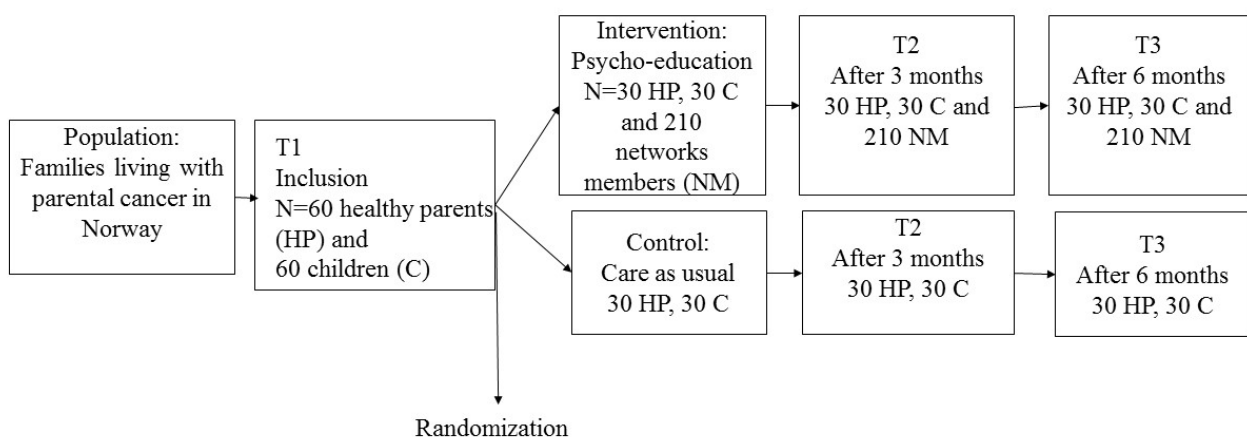 Population:
Families living with
parental cancer in
Norway
T1
Inclusion
N=60 healthy parents
(HP) and
60 children (C)
Randomization
Intervention:
Psycho-education
N=30 HP, 30 C
and 210
networks
members (NM)
T2
After 3 months
30 HP, 30 C and
210 NM
T3
After 6 months
30 HP, 30 C and
210 NM
Control:
Care as usual
30 HP, 30 C
T2
After 3 months
30 HP, 30 C
T3
After 6 months
30 HP, 30 C